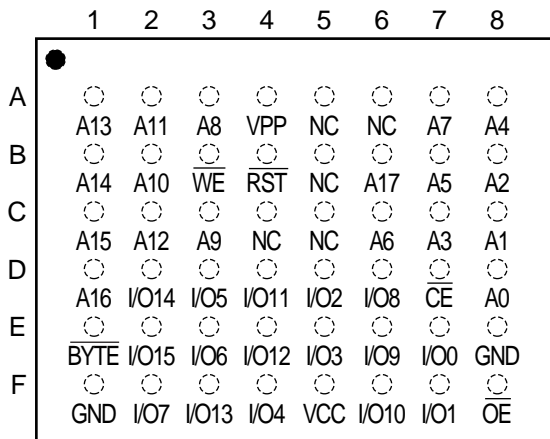 1 2 3 4 5 6 7 8
A
A13 A11 A8 VPP NC NC A7 A4
B
A14 A10 WE RST NC A17 A5 A2
C
A15 A12 A9 NC NC A6 A3 A1
D
A16 I/O14 I/O5 I/O11 I/O2 I/O8 CE A0
E
BYTE I/O15 I/O6 I/O12 I/O3 I/O9 I/O0 GND
F
GND I/O7 I/O13 I/O4 VCC I/O10 I/O1 OE